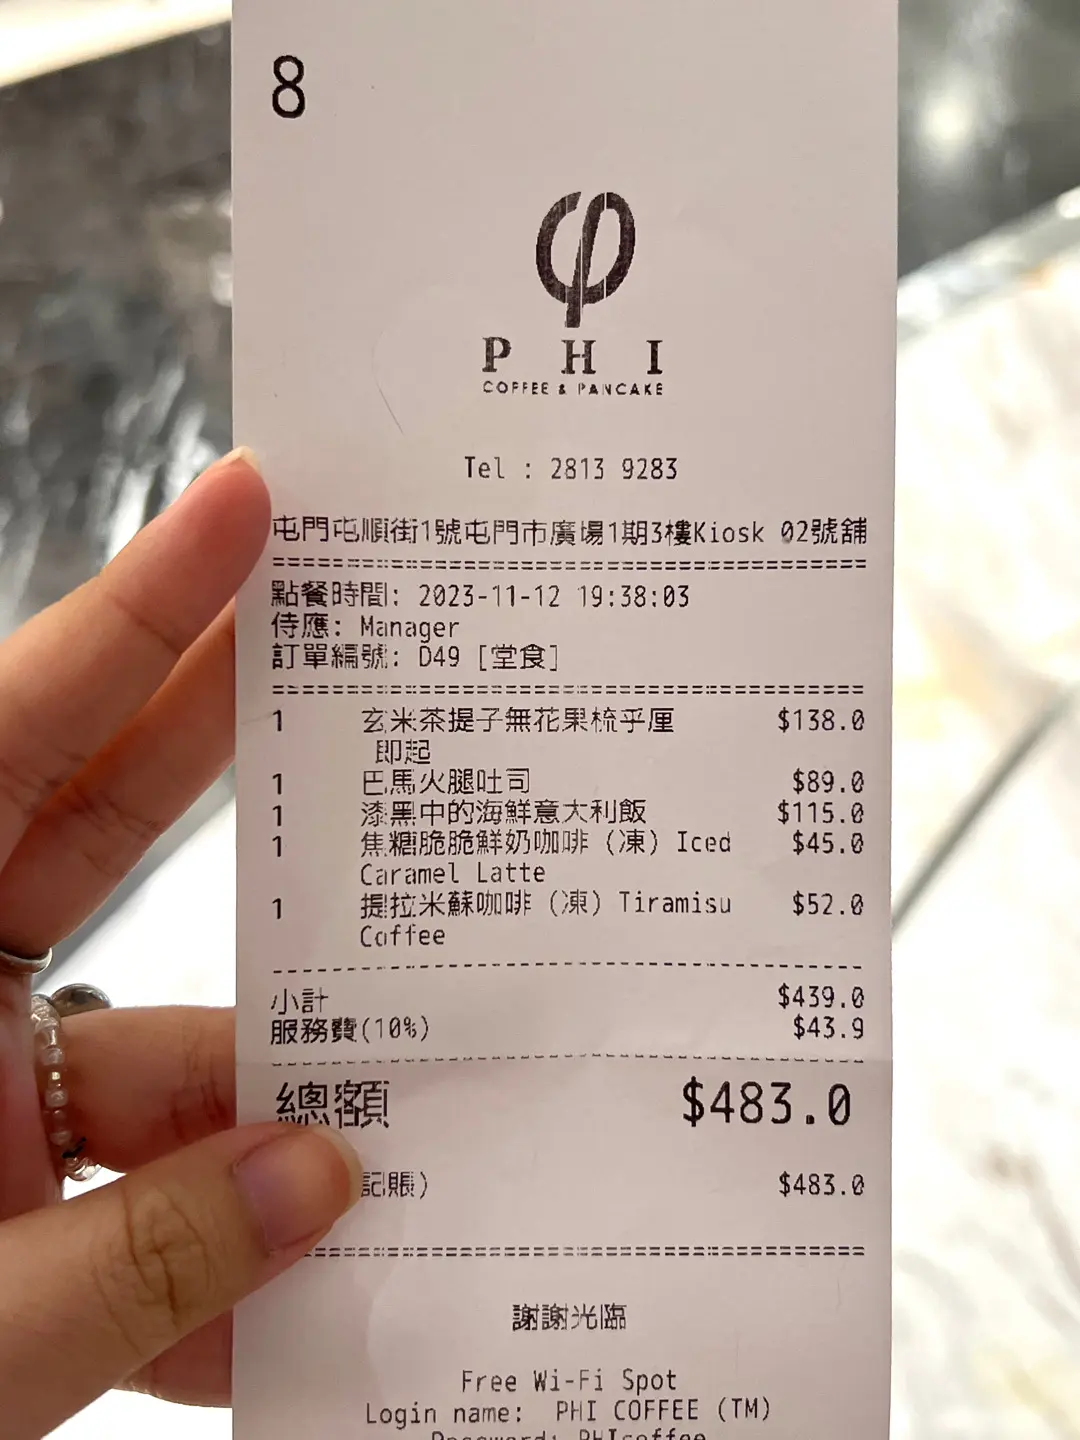 8
PHI
COFFEE & PANCAKE
Tel : 2813 9283
屯門屯順街1號屯門市廣場1期3樓Kiosk 02號舖
點餐時間: 2023-11-12 19:38:03
侍應: Manager
訂單編號: D49 [堂食]
1 玄米茶提子無花果梳乎厘 $138.0
即起
1 巴馬火腿吐司 $89.0
1 漆黑中的海鮮意大利飯 $115.0
1 焦糖脆脆鮮奶咖啡 (凍) Iced $45.0
Caramel Latte
1 提拉米蘇咖啡 (凍) Tiramisu $52.0
Coffee
小計 $439.0
服務費(10%) $43.9
總額 $483.0
記賬) $483.0
謝謝光臨
Free Wi-Fi Spot
Login name: PHI COFFEE (TM)
Password: PHIcoffee